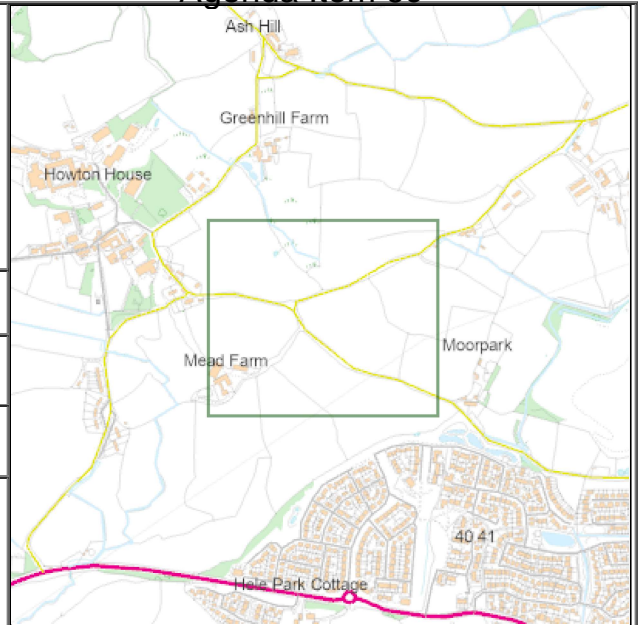 Ash Hill
Greenhill Farm
Howton House
Moorpark
Mead Farm
40 41
Hele Park Cottage